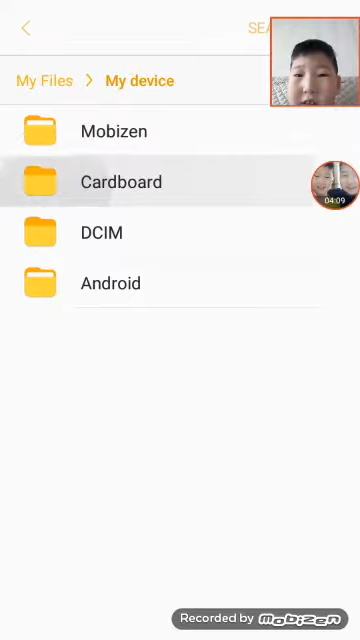 SEA
My Files > My device
Mobizen
Cardboard
04:09
DCIM
Android
Recorded by mobizen